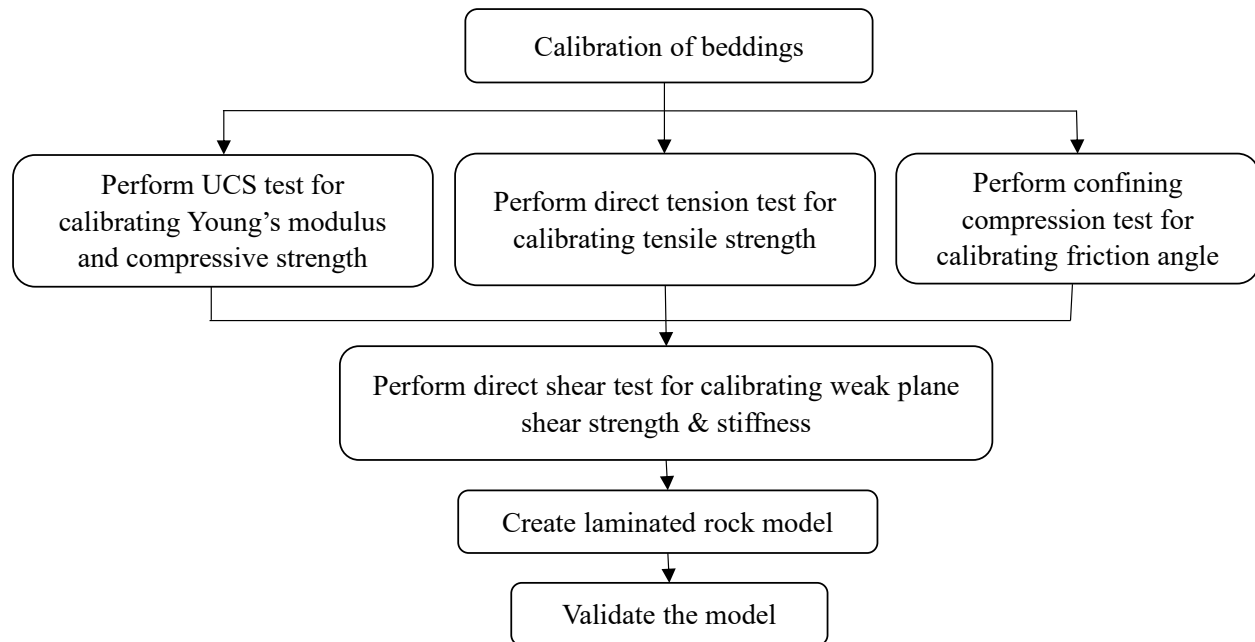 Calibration of beddings
Perform UCS test for
calibrating Young’s modulus
and compressive strength
Perform direct tension test for
calibrating tensile strength
Perform confining
compression test for
calibrating friction angle
Perform direct shear test for calibrating weak plane
shear strength & stiffness
Create laminated rock model
Validate the model